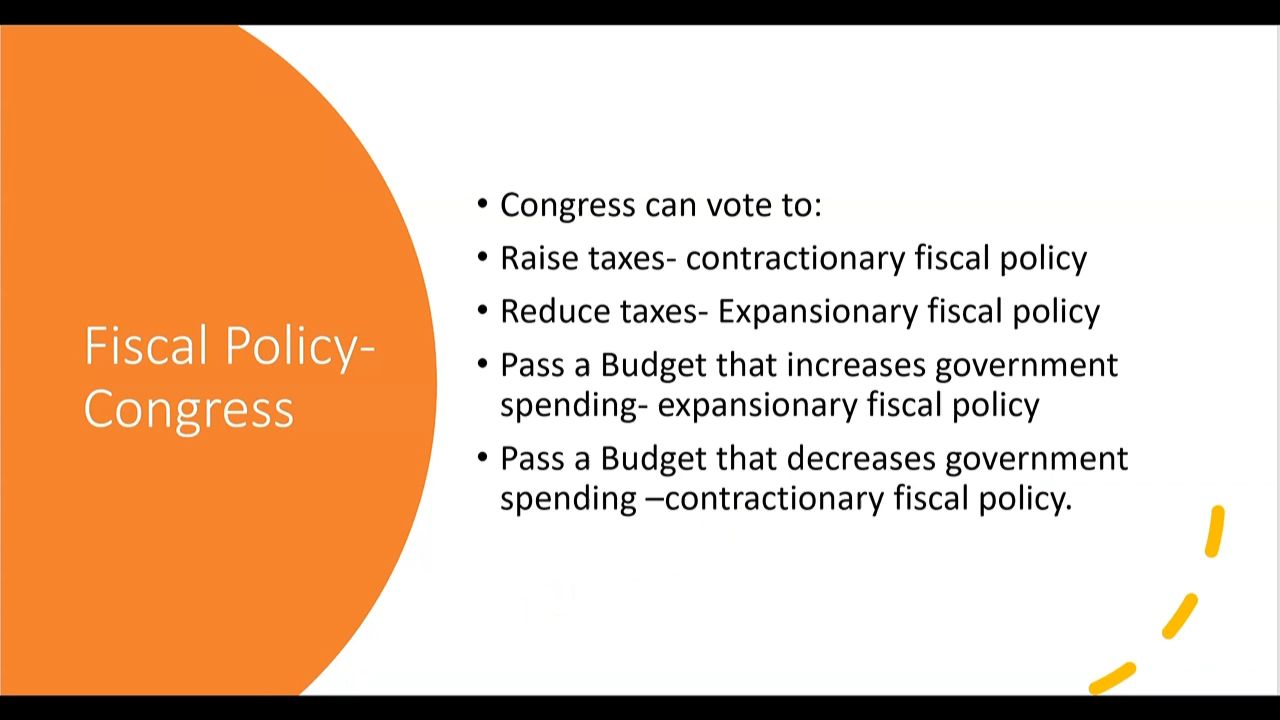 Fiscal Policy-
Congress
• Congress can vote to:
• Raise taxes- contractionary fiscal policy
• Reduce taxes- Expansionary fiscal policy
• Pass a Budget that increases government
spending- expansionary fiscal policy
• Pass a Budget that decreases government
spending –contractionary fiscal policy.